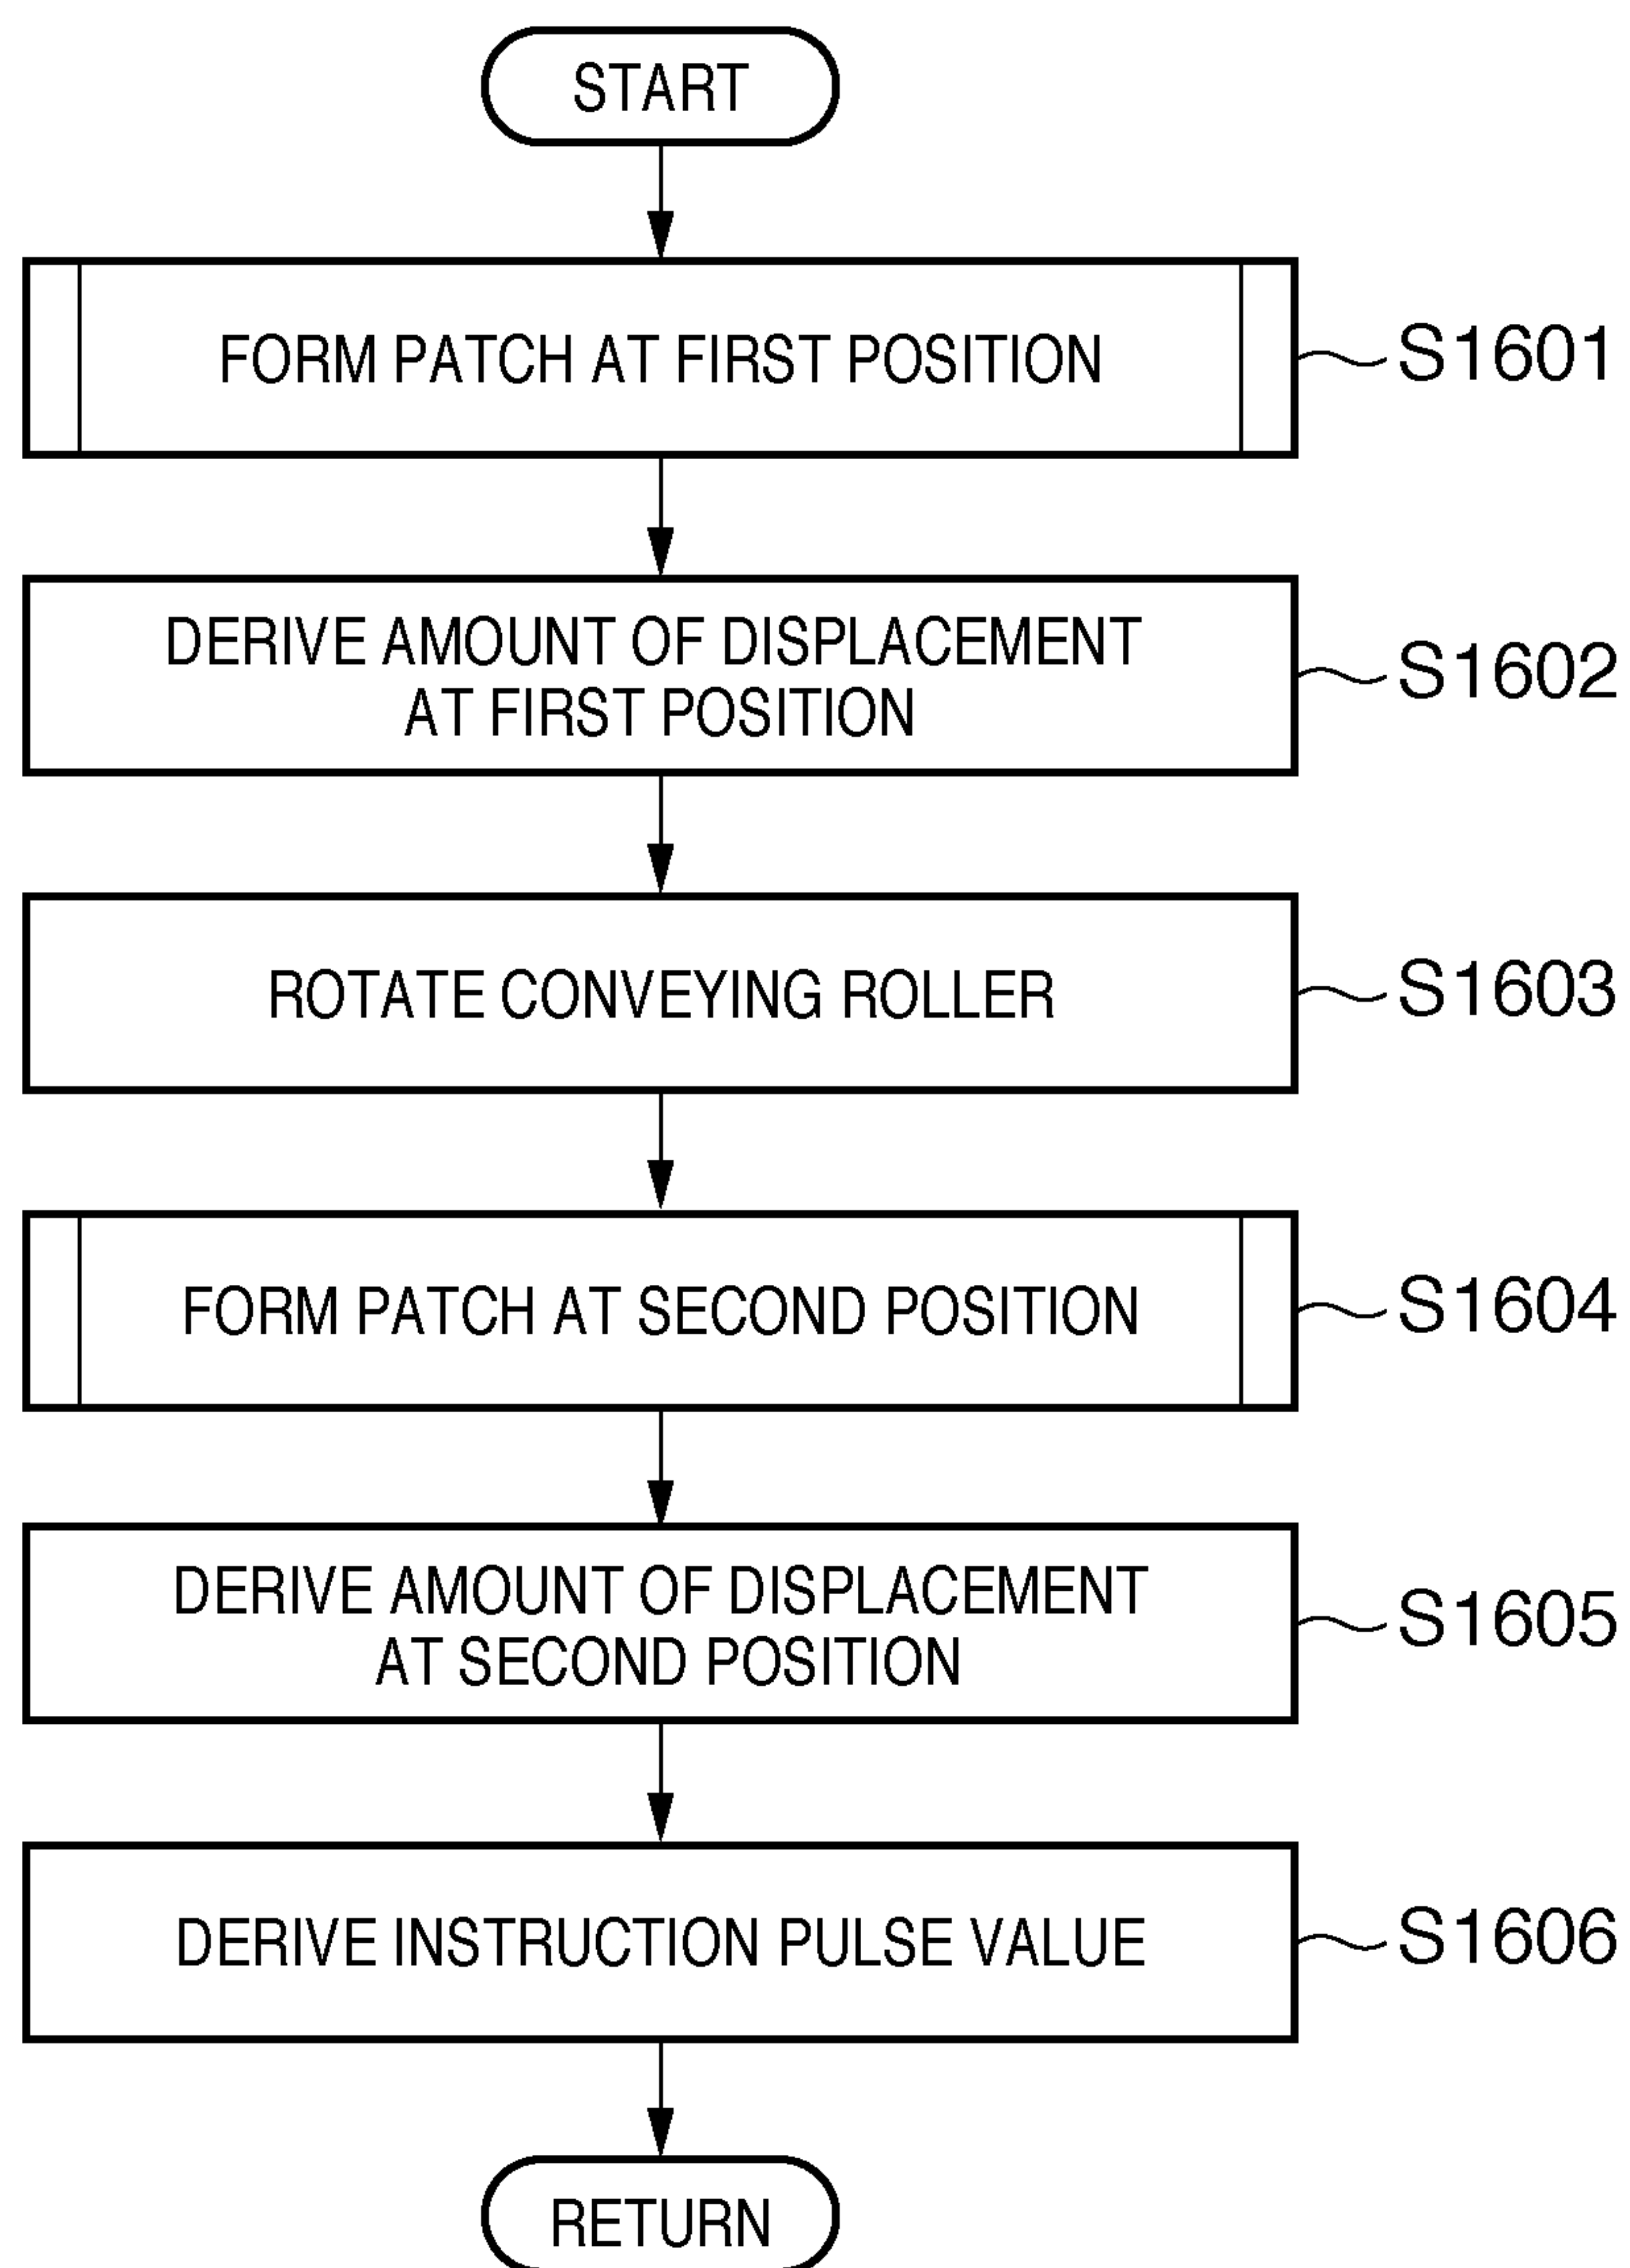 START
FORM PATCH AT FIRST POSITION
S1601
DERIVE AMOUNT OF DISPLACEMENT
AT FIRST POSITION
S1602
ROTATE CONVEYING ROLLER
S1603
FORM PATCH AT SECOND POSITION
S1604
DERIVE AMOUNT OF DISPLACEMENT
AT SECOND POSITION
S1605
DERIVE INSTRUCTION PULSE VALUE
S1606
RETURN